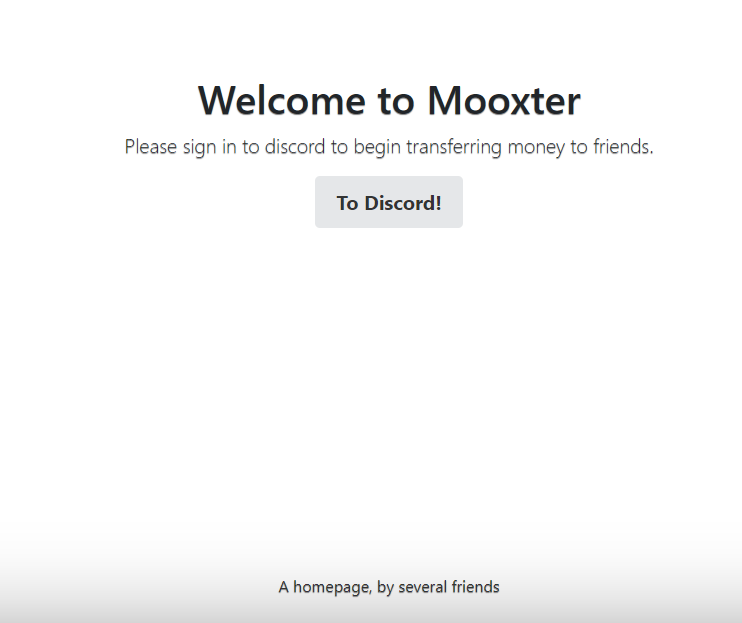 Welcome to Mooxter
Please sign in to discord to begin transferring money to friends.
To Discord!
A homepage, by several friends